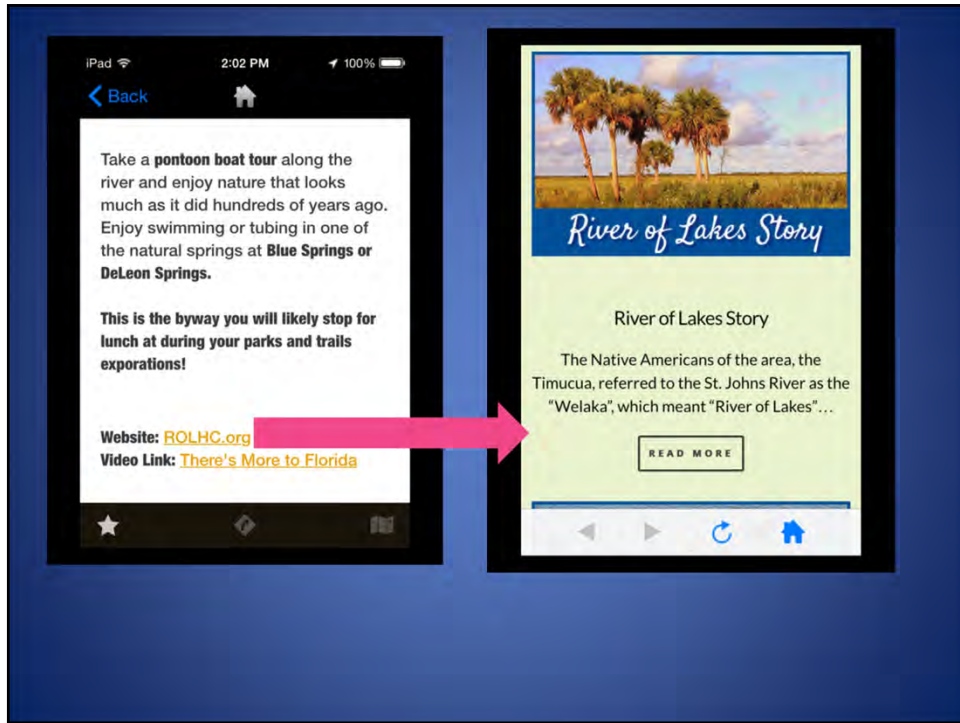 iPad
2:02 PM
100%
Back
Take a pontoon boat tour along the
river and enjoy nature that looks
much as it did hundreds of years ago.
Enjoy swimming or tubing in one of
the natural springs at Blue Springs or
DeLeon Springs.
This is the byway you will likely stop for
lunch at during your parks and trails
exporations!
Website: ROLHC.org
Video Link: There's More to Florida
River of Lakes Story
River of Lakes Story
The Native Americans of the area, the
Timucua, referred to the St. Johns River as the
“Welaka”, which meant “River of Lakes”…
READ MORE